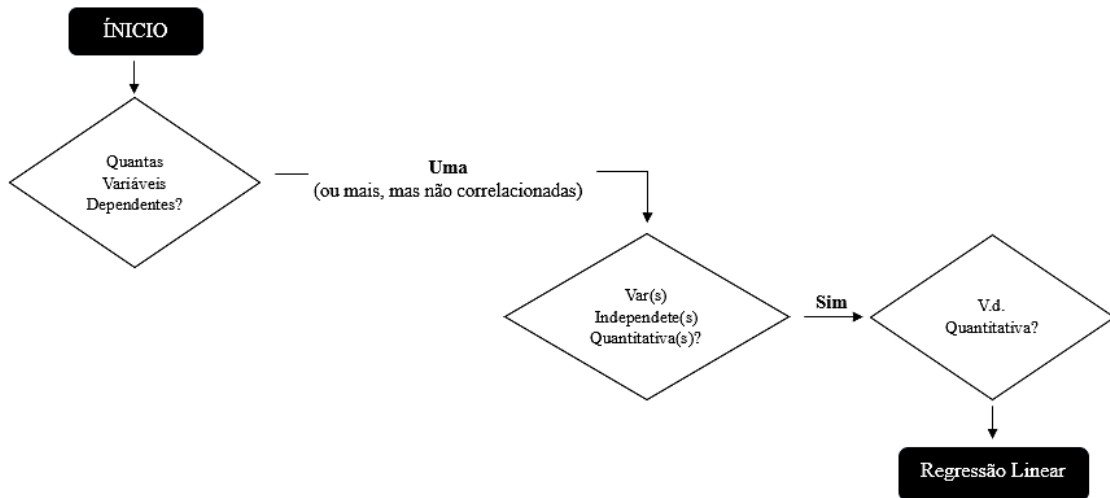 ÍNICIO
Quantas
Variáveis
Dependentes?
Uma
(ou mais, mas não correlacionadas)
Var(s)
Independete(s)
Quantitativa(s)?
Sim
V.d.
Quantitativa?
Regressão Linear